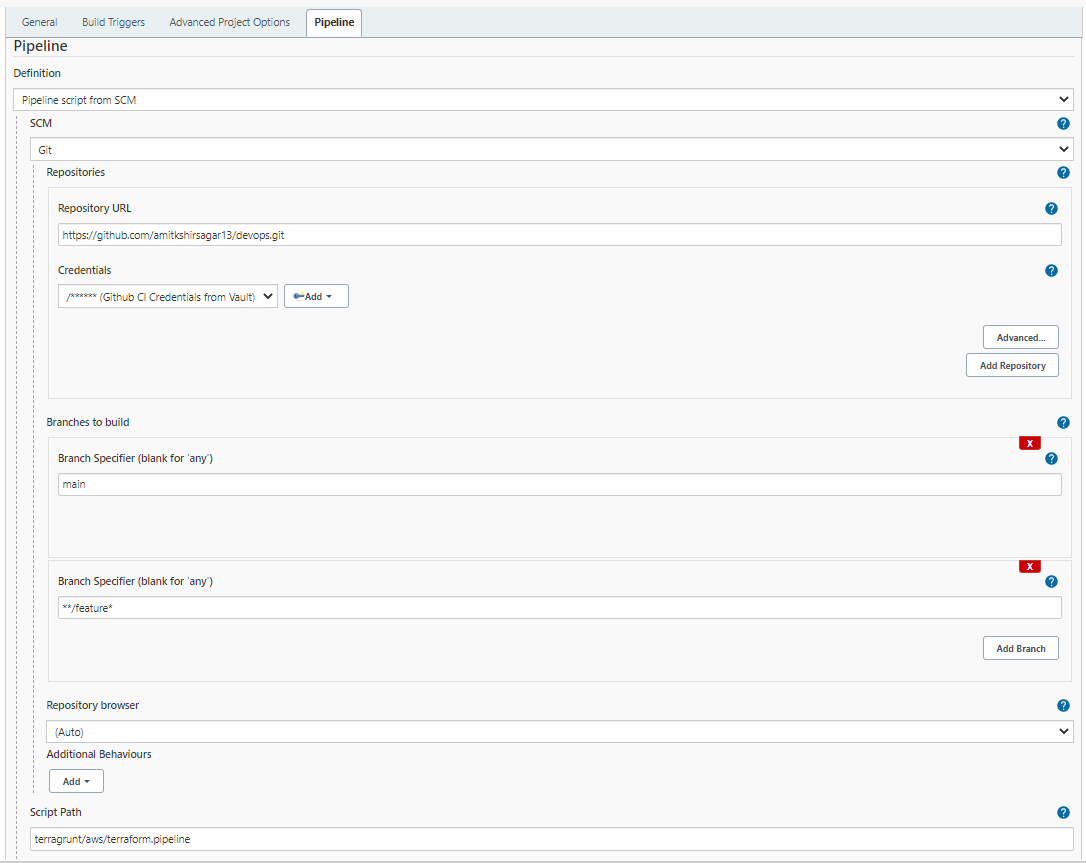 General Build Triggers Advanced Project Options Pipeline
Pipeline
Definition
Pipeline script from SCM
SCM
Git
Repositories
Repository URL
https://github.com/amitkshirsagar13/devops.git
Credentials
/****** (Github CI Credentials from Vault) Add
Advanced...
Add Repository
Branches to build
X
Branch Specifier (blank for 'any')
main
X
Branch Specifier (blank for 'any')
**/feature*
Add Branch
Repository browser
(Auto)
Additional Behaviours
Add
Script Path
terragrunt/aws/terraform.pipeline